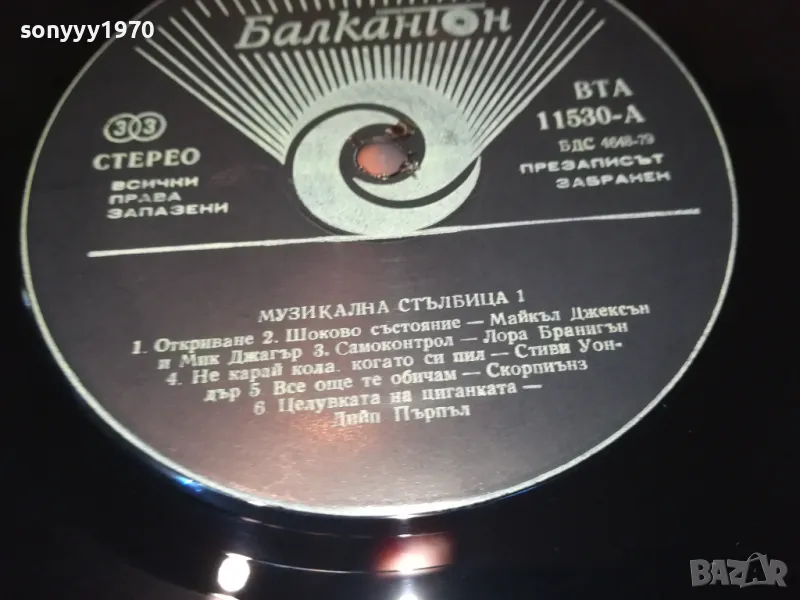 sonyyy1970
Балкантон
33
СТЕРЕО
ВСИЧКИ
ПРАВА
ЗАПАЗЕНИ
ВТА
11530-А
БДС 4648-79
ПРЕЗАПИСЪТ
ЗАБРАНЕН
МУЗИКАЛНА СТЪЛБИЦА 1
1. Откриване 2. Шоково състояние — Майкъл Джексън
и Мик Джагър 3. Самоконтрол — Лора Бранигън
4. Не карай кола, когато си пил — Стиви Уон-
дър 5 Все още те обичам — Скорпиънз
6 Целувката на циганката —
Дийп Пърпъл
BAZAR